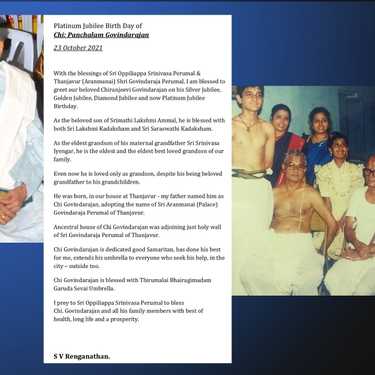 Platinum Jubilee Birth Day of
Chi: Panchalam Govindarajan
23 October 2021
With the blessings of Sri Oppiliappa Srinivasa Perumal &
Thanjavur (Aranmanai) Shri Govindaraja Perumal. I am blessed to
greet our beloved Chiranjeevi Govindarajan on his Silver Jubilee,
Golden Jubilee, Diamond Jubilee and now Platinum Jubilee
Birthday.
As the beloved son of Srimathi Lakshmi Ammal, he is blessed with
both Sri Lakshmi Kadaksham and Sri Saraswathi Kadaksham.
As the eldest grandson of his maternal grandfather Sri Srinivasa
Iyengar, he is the eldest and the eldest best loved grandson of our
family.
Even now he is loved only as grandson, despite his being beloved
grandfather to his grandchildren.
He was born, in our house at Thanjavur - my father named him as
Chi Govindarajan, adopting the name of Sri Aranmanai (Palace)
Govindaraja Perumal of Thanjavur.
Ancestral house of Chi Govindarajan was adjoining just holy wall
of Sri Govindaraja Perumal of Thanjavur.
Chi Govindarajan is dedicated good Samaritan, has done his best
for me, extends his umbrella to everyone who seeks his help, in the
city – outside too.
Chi Govindarajan is blessed with Thirumalai Bhairagimadam
Garuda Sevai Umbrella.
I pray to Sri Oppiliappa Srinivasa Perumal to bless
Chi. Govindarajan and all his family members with best of
health, long life and a prosperity.
S V Renganathan.